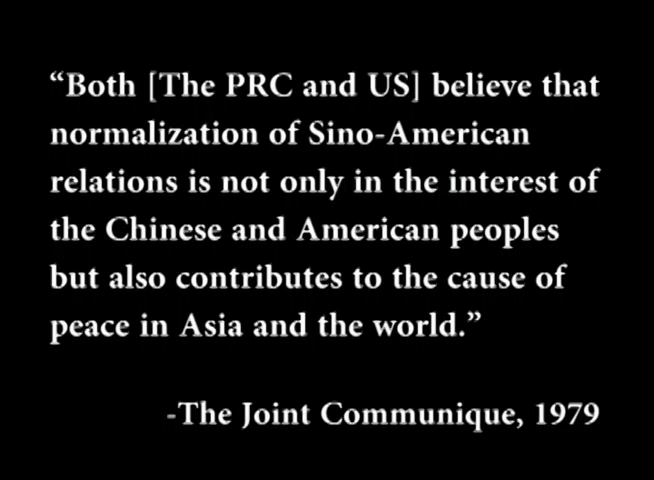 “Both [The PRC and US] believe that
normalization of Sino-American
relations is not only in the interest of
the Chinese and American peoples
but also contributes to the cause of
peace in Asia and the world.”
-The Joint Communique, 1979